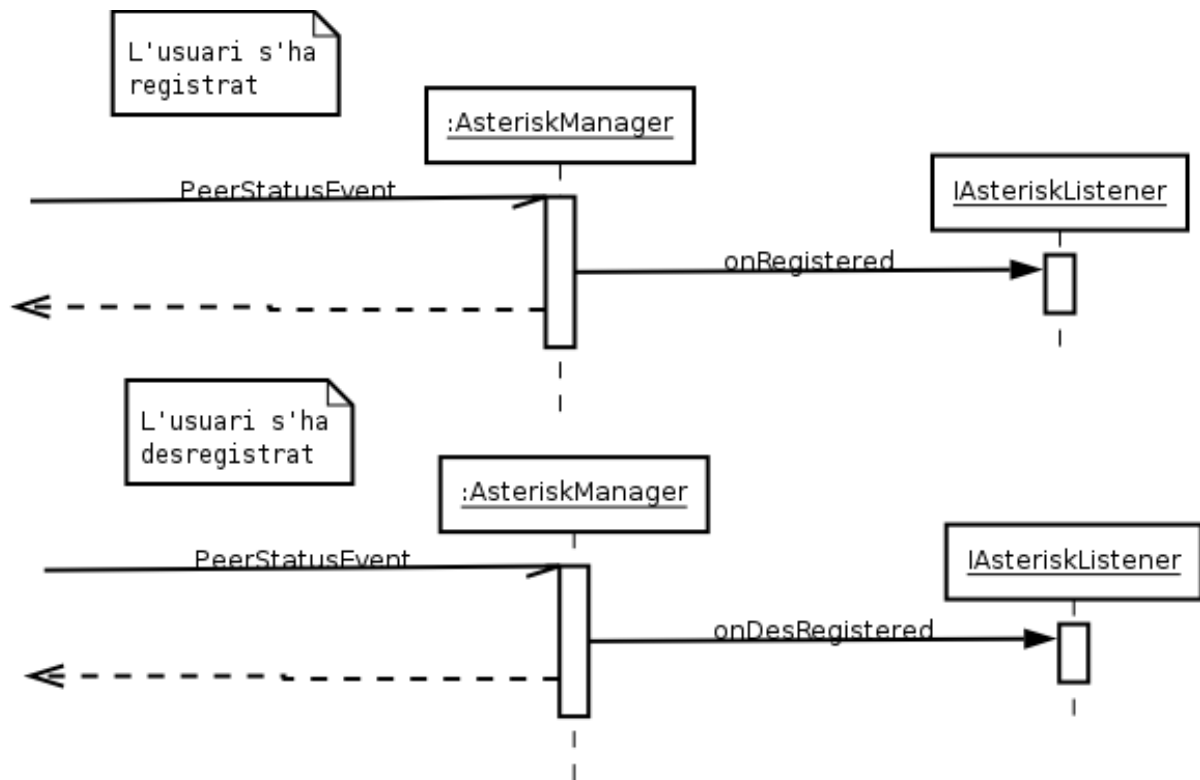 L'usuari s'ha
registrat
:AsteriskManager
PeerStatusEvent
IAsteriskListener
onRegistered
L'usuari s'ha
desregistrat
:AsteriskManager
PeerStatusEvent
IAsteriskListener
onDesRegistered